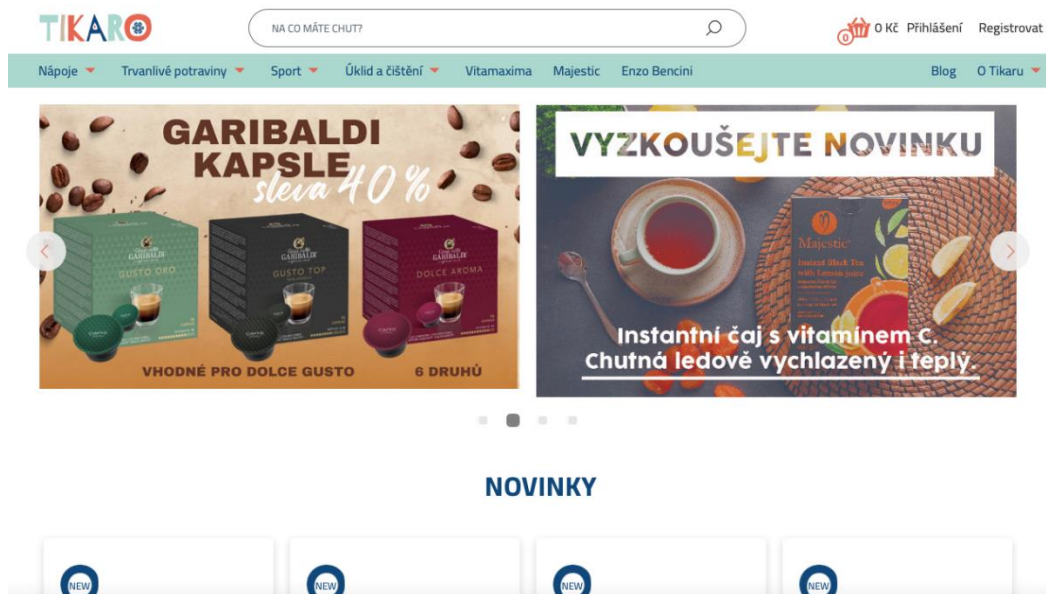 TIKARO
NA CO MÁTE CHUT?
0
0 Kč Přihlášení Registrovat
Nápoje Trvanlivé potraviny Sport Úklid a čištění Vitamaxima Majestic Enzo Bencini Blog O Tikaru
GARIBALDI
KAPSLE
sleva 40 %
GARIBALDI
GUSTO ORO
GARIBALDI
GUSTO TOP
GARIBALDI
DOLCE AROMA
VHODNÉ PRO DOLCE GUSTO 6 DRUHŮ
VYZKOUŠEJTE NOVINKU
Majestic
Instant Black Tea
with Lemon juice
Instantní čaj s vitamínem C.
Chutná ledově vychlazený i teplý.
NOVINKY
NEW
NEW
NEW
NEW